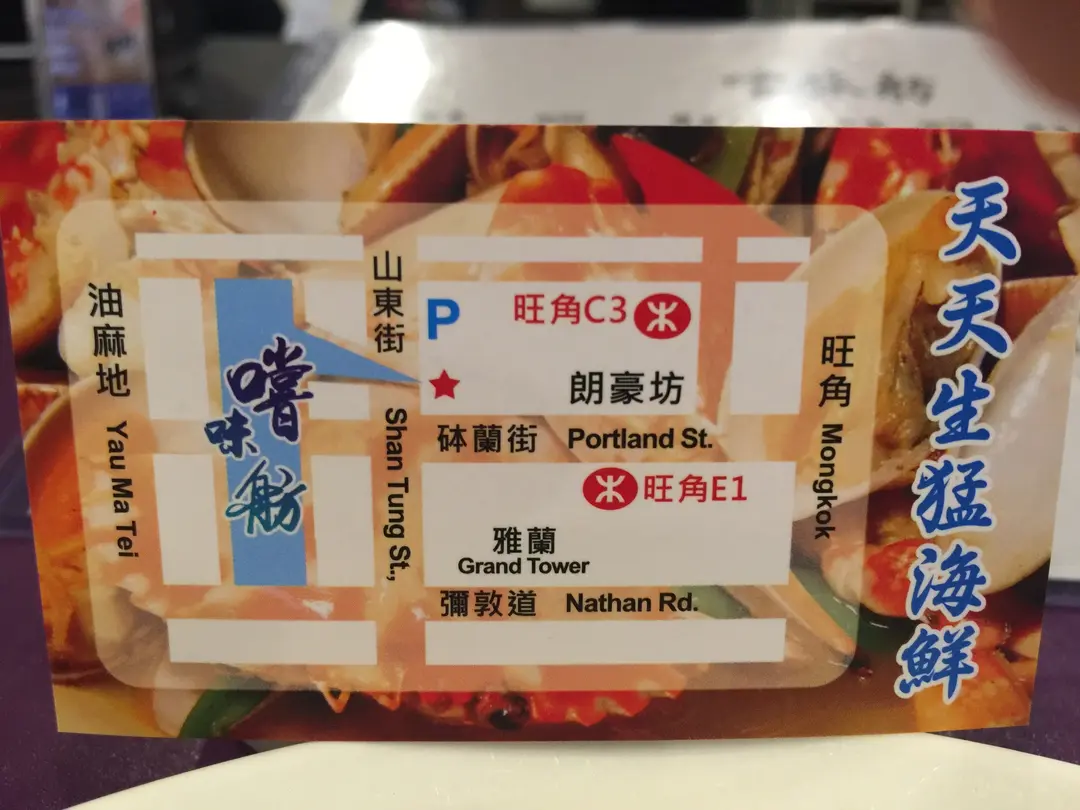 天天生猛海鮮
油麻地 Yau Ma Tei
嚐味舫
山東街 Shan Tung St.,
P
旺角C3
朗豪坊
砵蘭街 Portland St.
旺角E1
雅蘭
Grand Tower
彌敦道 Nathan Rd.
旺角 Mongkok